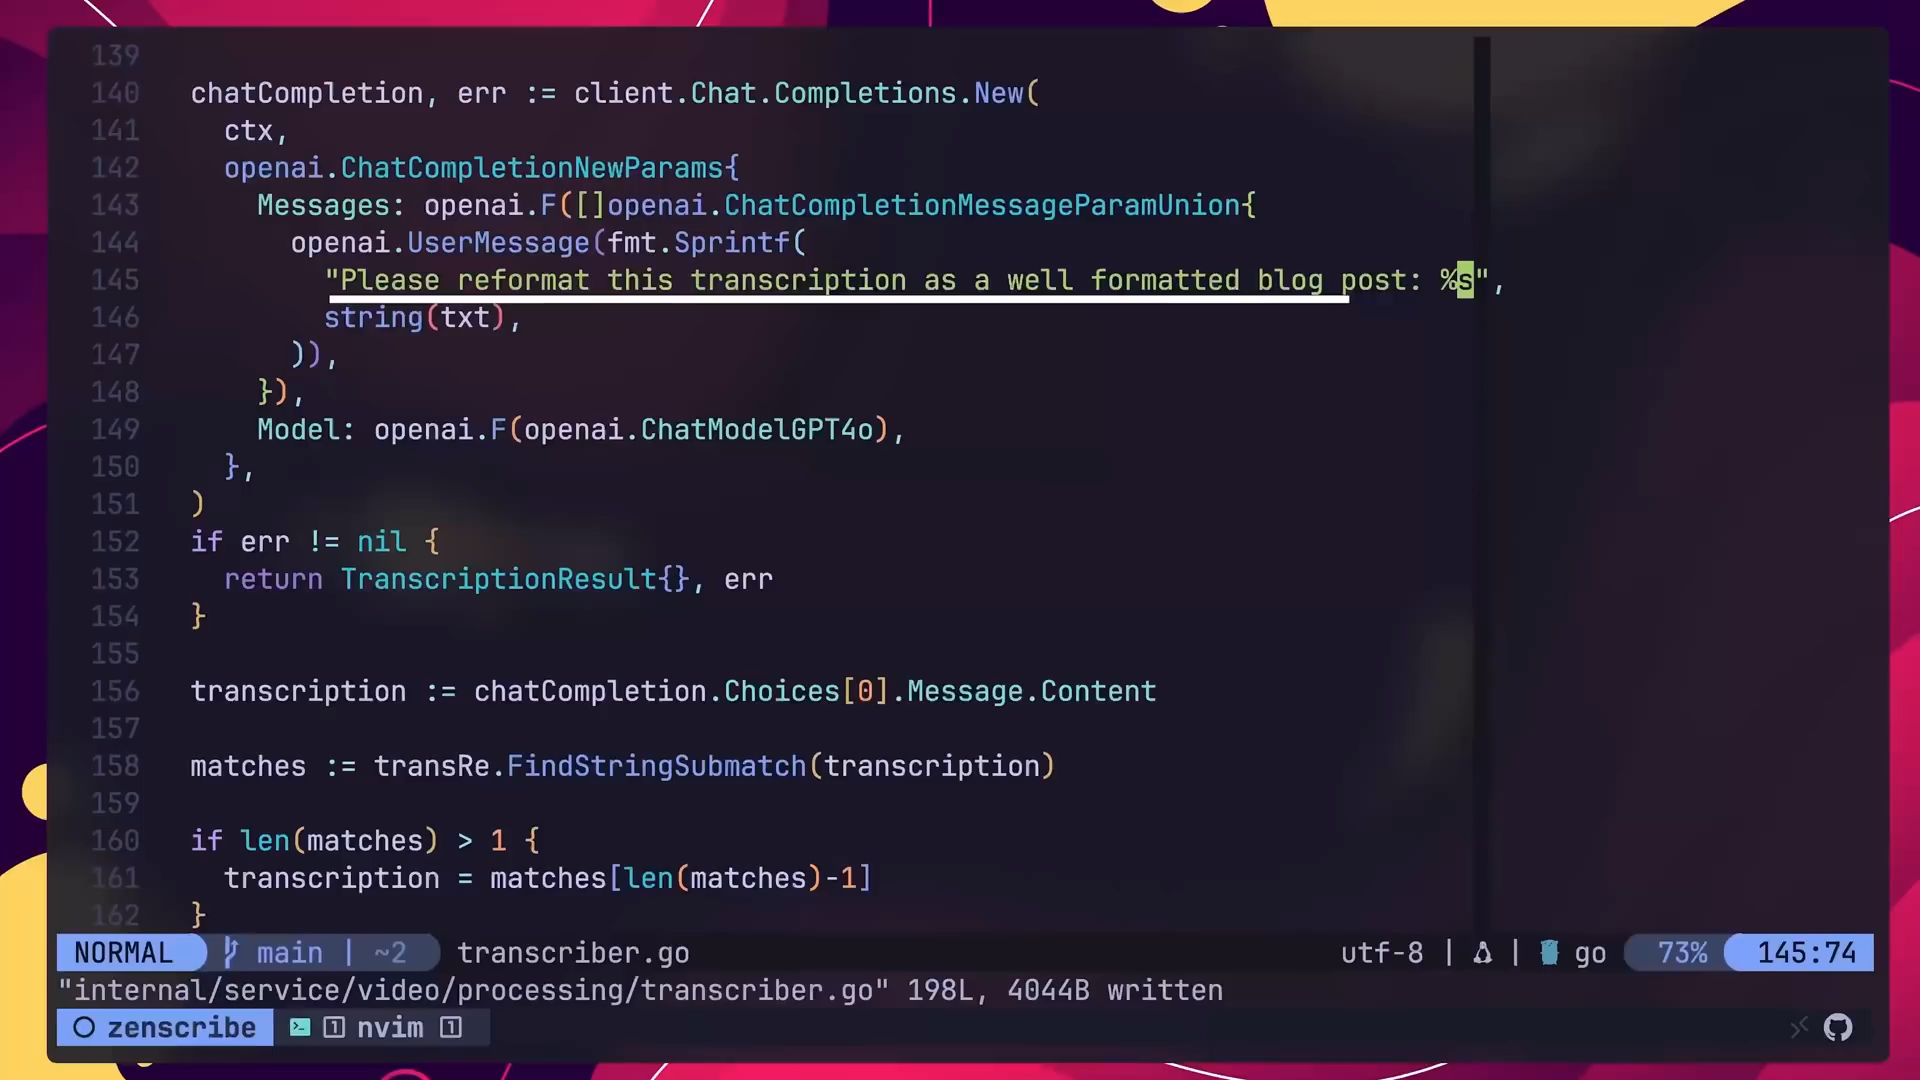 139
140 chatCompletion, err := client.Chat.Completions.New(
141 ctx,
142 openai.ChatCompletionNewParams{
143 Messages: openai.F([]openai.ChatCompletionMessageParamUnion{
144 openai.UserMessage(fmt.Sprintf(
145 "Please reformat this transcription as a well formatted blog post: %s",
146 string(txt),
147 )),
148 }),
149 Model: openai.F(openai.ChatModelGPT4o),
150 },
151 )
152 if err != nil {
153 return TranscriptionResult{}, err
154 }
155
156 transcription := chatCompletion.Choices[0].Message.Content
157
158 matches := transRe.FindStringSubmatch(transcription)
159
160 if len(matches) > 1 {
161 transcription = matches[len(matches)-1]
162 }
NORMAL main | ~2 transcriber.go utf-8 | | go 73% 145:74
"internal/service/video/processing/transcriber.go" 198L, 4044B written
zenscribe 1 nvim 1